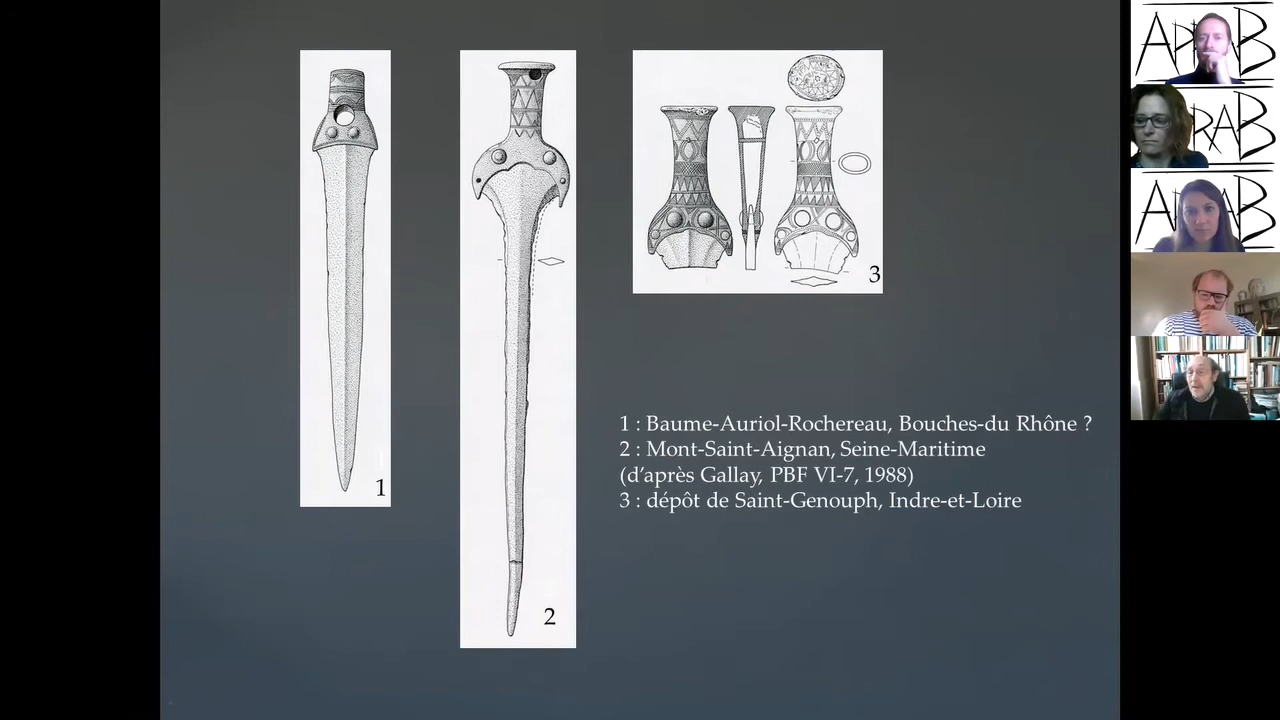 1
2
3
1 : Baume-Auriol-Rochereau, Bouches-du Rhône ?
2 : Mont-Saint-Aignan, Seine-Maritime
(d’après Gallay, PBF VI-7, 1988)
3 : dépôt de Saint-Genouph, Indre-et-Loire